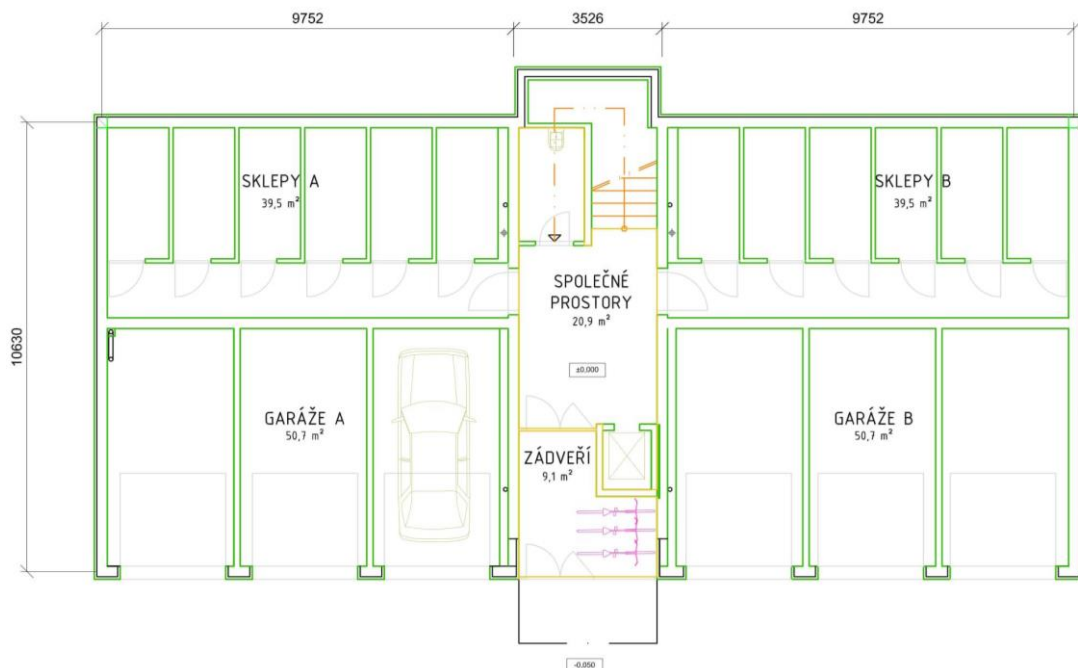 9752
3526
9752
10630
SKLEPY A
39,5 m²
SKLEPY B
39,5 m²
SPOLEČNÉ
PROSTORY
20,9 m²
±0,000
GARÁŽE A
50,7 m²
GARÁŽE B
50,7 m²
ZÁDVEŘÍ
9,1 m²
-0,050